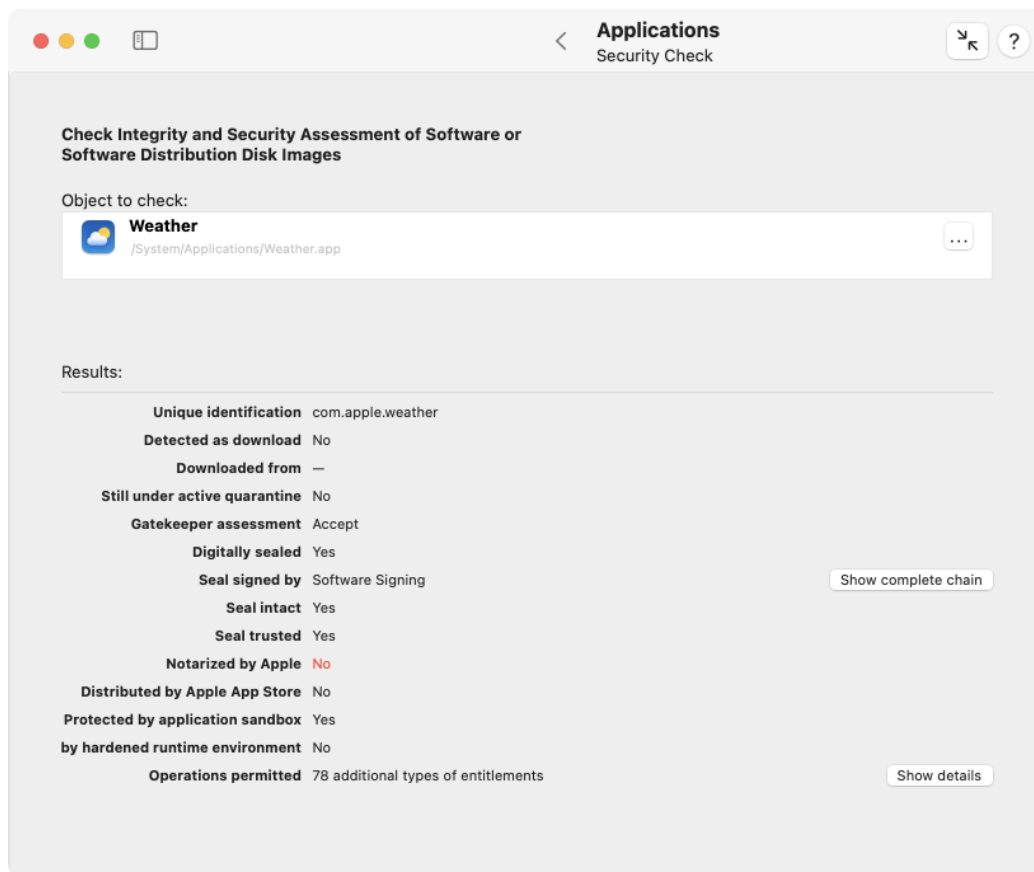 Applications
Security Check
?
Check Integrity and Security Assessment of Software or
Software Distribution Disk Images
Object to check:
Weather
/System/Applications/Weather.app
...
Results:
Unique identification com.apple.weather
Detected as download No
Downloaded from —
Still under active quarantine No
Gatekeeper assessment Accept
Digitally sealed Yes
Seal signed by Software Signing Show complete chain
Seal intact Yes
Seal trusted Yes
Notarized by Apple No
Distributed by Apple App Store No
Protected by application sandbox Yes
by hardened runtime environment No
Operations permitted 78 additional types of entitlements Show details